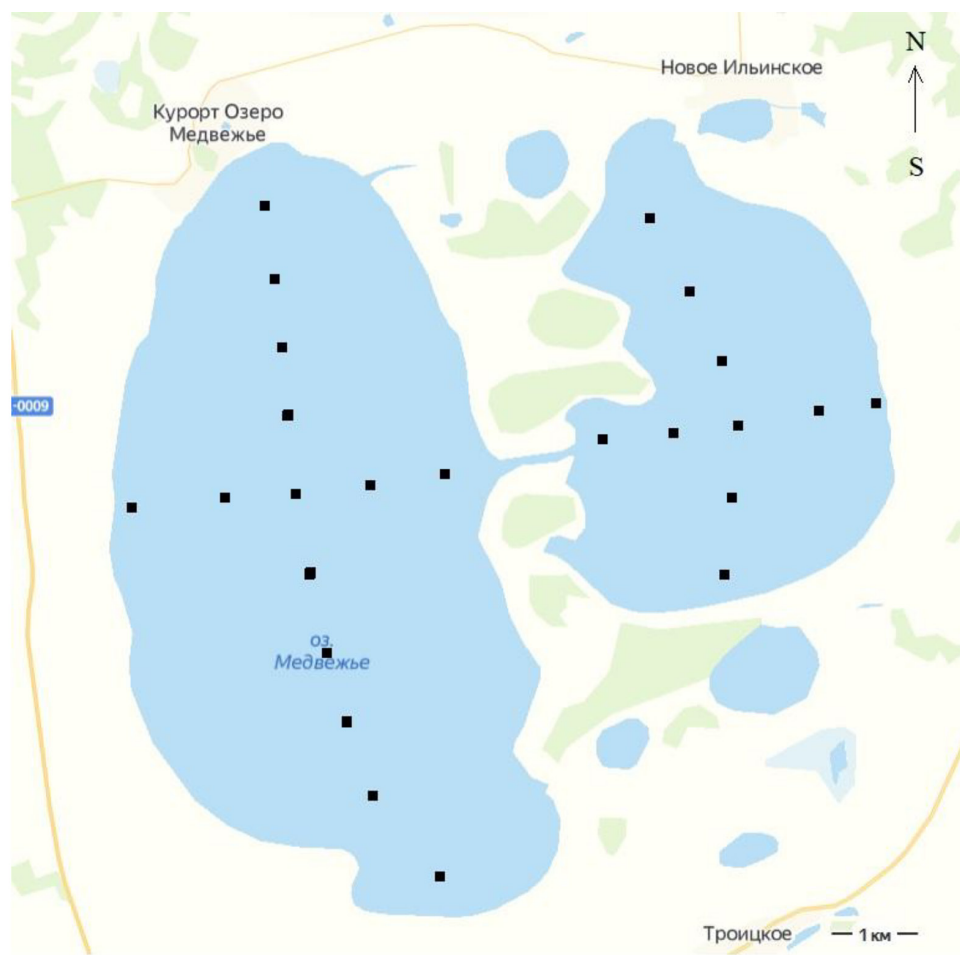 N
Новое Ильинское
Курорт Озеро
Медвежье
S
-0009
оз.
Медвежье
Троицкое
1 км